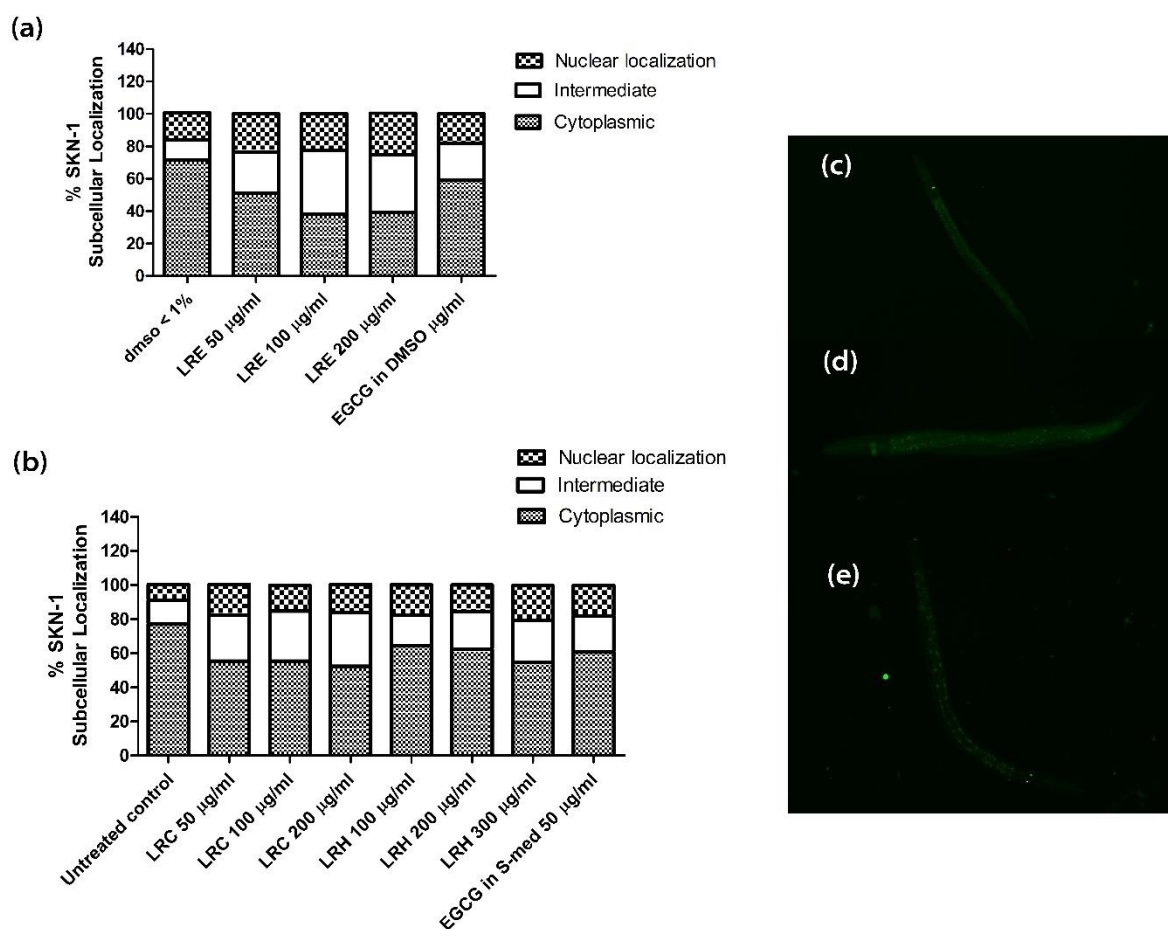 (a)
140
120
100
80
60
40
20
0
% SKN-1
Subcellular Localization
Nuclear localization
Intermediate
Cytoplasmic
dmso < 1%
LRE 50 μg/ml
LRE 100 μg/ml
LRE 200 μg/ml
EGCG in DMSO μg/ml
(b)
140
120
100
80
60
40
20
0
% SKN-1
Subcellular Localization
Nuclear localization
Intermediate
Cytoplasmic
Untreated control
LRC 50 μg/ml
LRC 100 μg/ml
LRC 200 μg/ml
LRH 100 μg/ml
LRH 200 μg/ml
LRH 300 μg/ml
EGCG in S-med 50 μg/ml
(c)
(d)
(e)